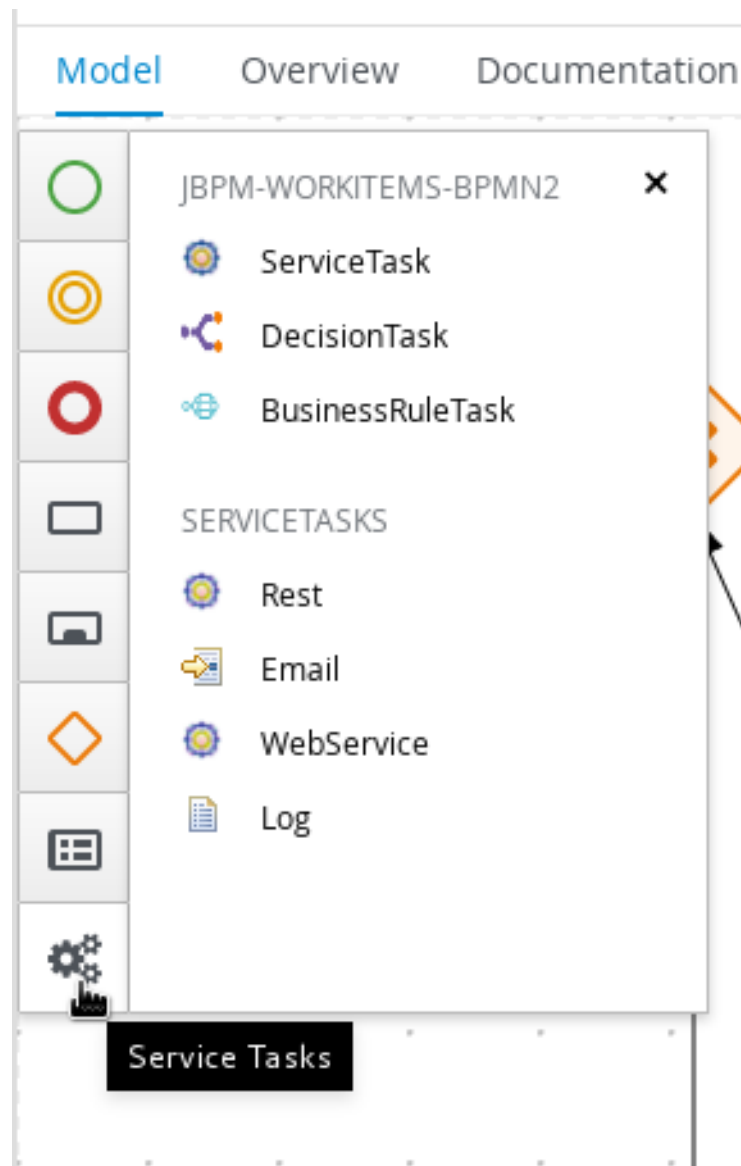 Model Overview Documentation
JBPM-WORKITEMS-BPMN2
ServiceTask
DecisionTask
BusinessRuleTask
SERVICETASKS
Rest
Email
WebService
Log
Service Tasks